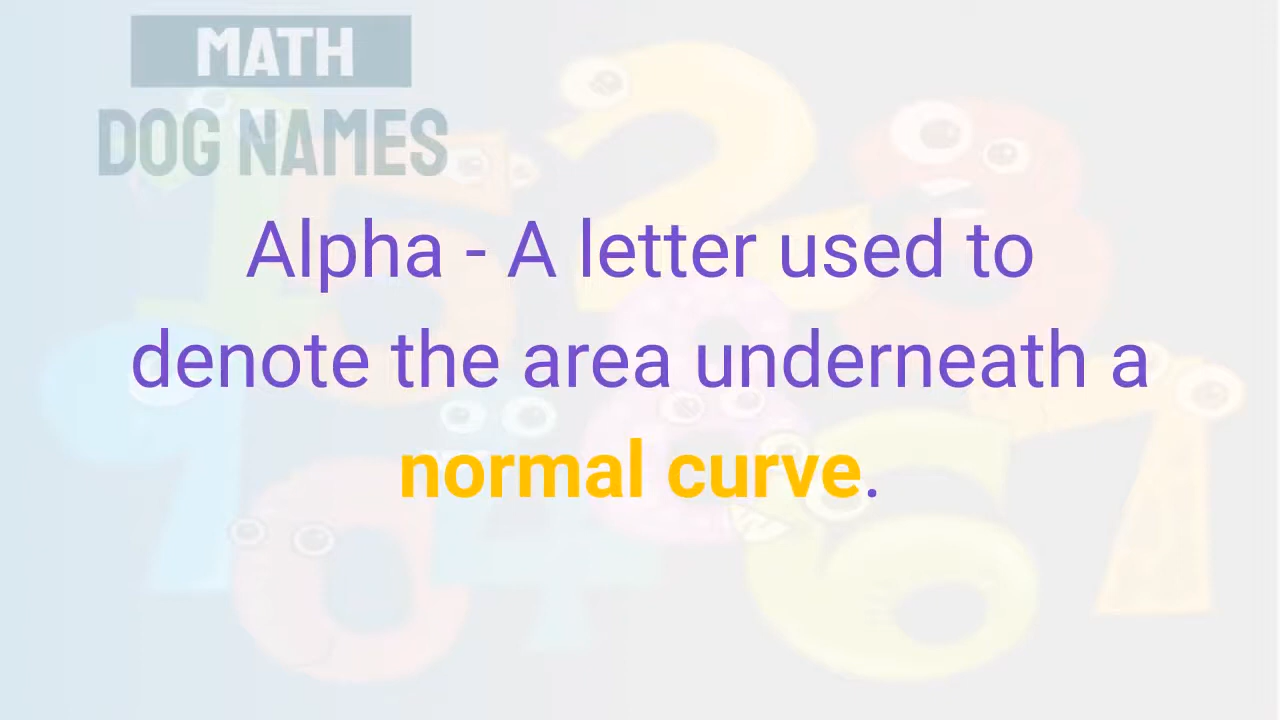 MATH
DOG NAMES
Alpha - A letter used to
denote the area underneath a
normal curve.